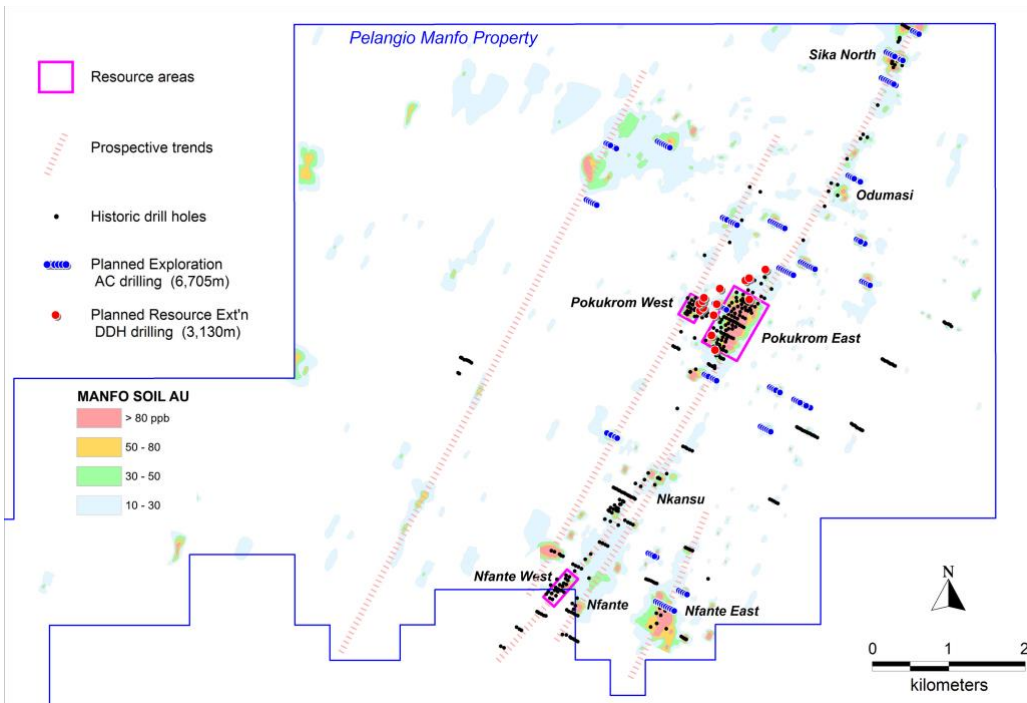 Pelangio Manfo Property
Sika North
Resource areas
Prospective trends
Historic drill holes
Odumasi
Planned Exploration
AC drilling (6,705m)
Planned Resource Ext'n
DDH drilling (3,130m)
Pokukrom West
Pokukrom East
MANFO SOIL AU
> 80 ppb
50 - 80
30 - 50
10 - 30
Nkansu
Nfante West
Nfante
Nfante East
N
0 1 2
kilometers